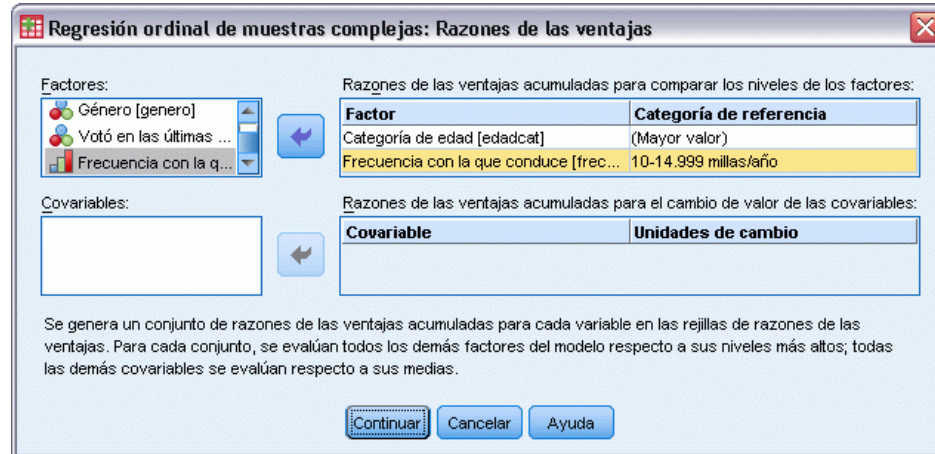 Regresión ordinal de muestras complejas: Razones de las ventajas
Factores:
Género [genero]
Votó en las últimas ...
Frecuencia con la q...
Razones de las ventajas acumuladas para comparar los niveles de los factores:
Factor Categoría de referencia
Categoría de edad [edadcat] (Mayor valor)
Frecuencia con la que conduce [frec... 10-14.999 millas/año
Covariables:
Razones de las ventajas acumuladas para el cambio de valor de las covariables:
Covariable Unidades de cambio
Se genera un conjunto de razones de las ventajas acumuladas para cada variable en las rejillas de razones de las
ventajas. Para cada conjunto, se evalúan todos los demás factores del modelo respecto a sus niveles más altos; todas
las demás covariables se evalúan respecto a sus medias.
Continuar Cancelar Ayuda